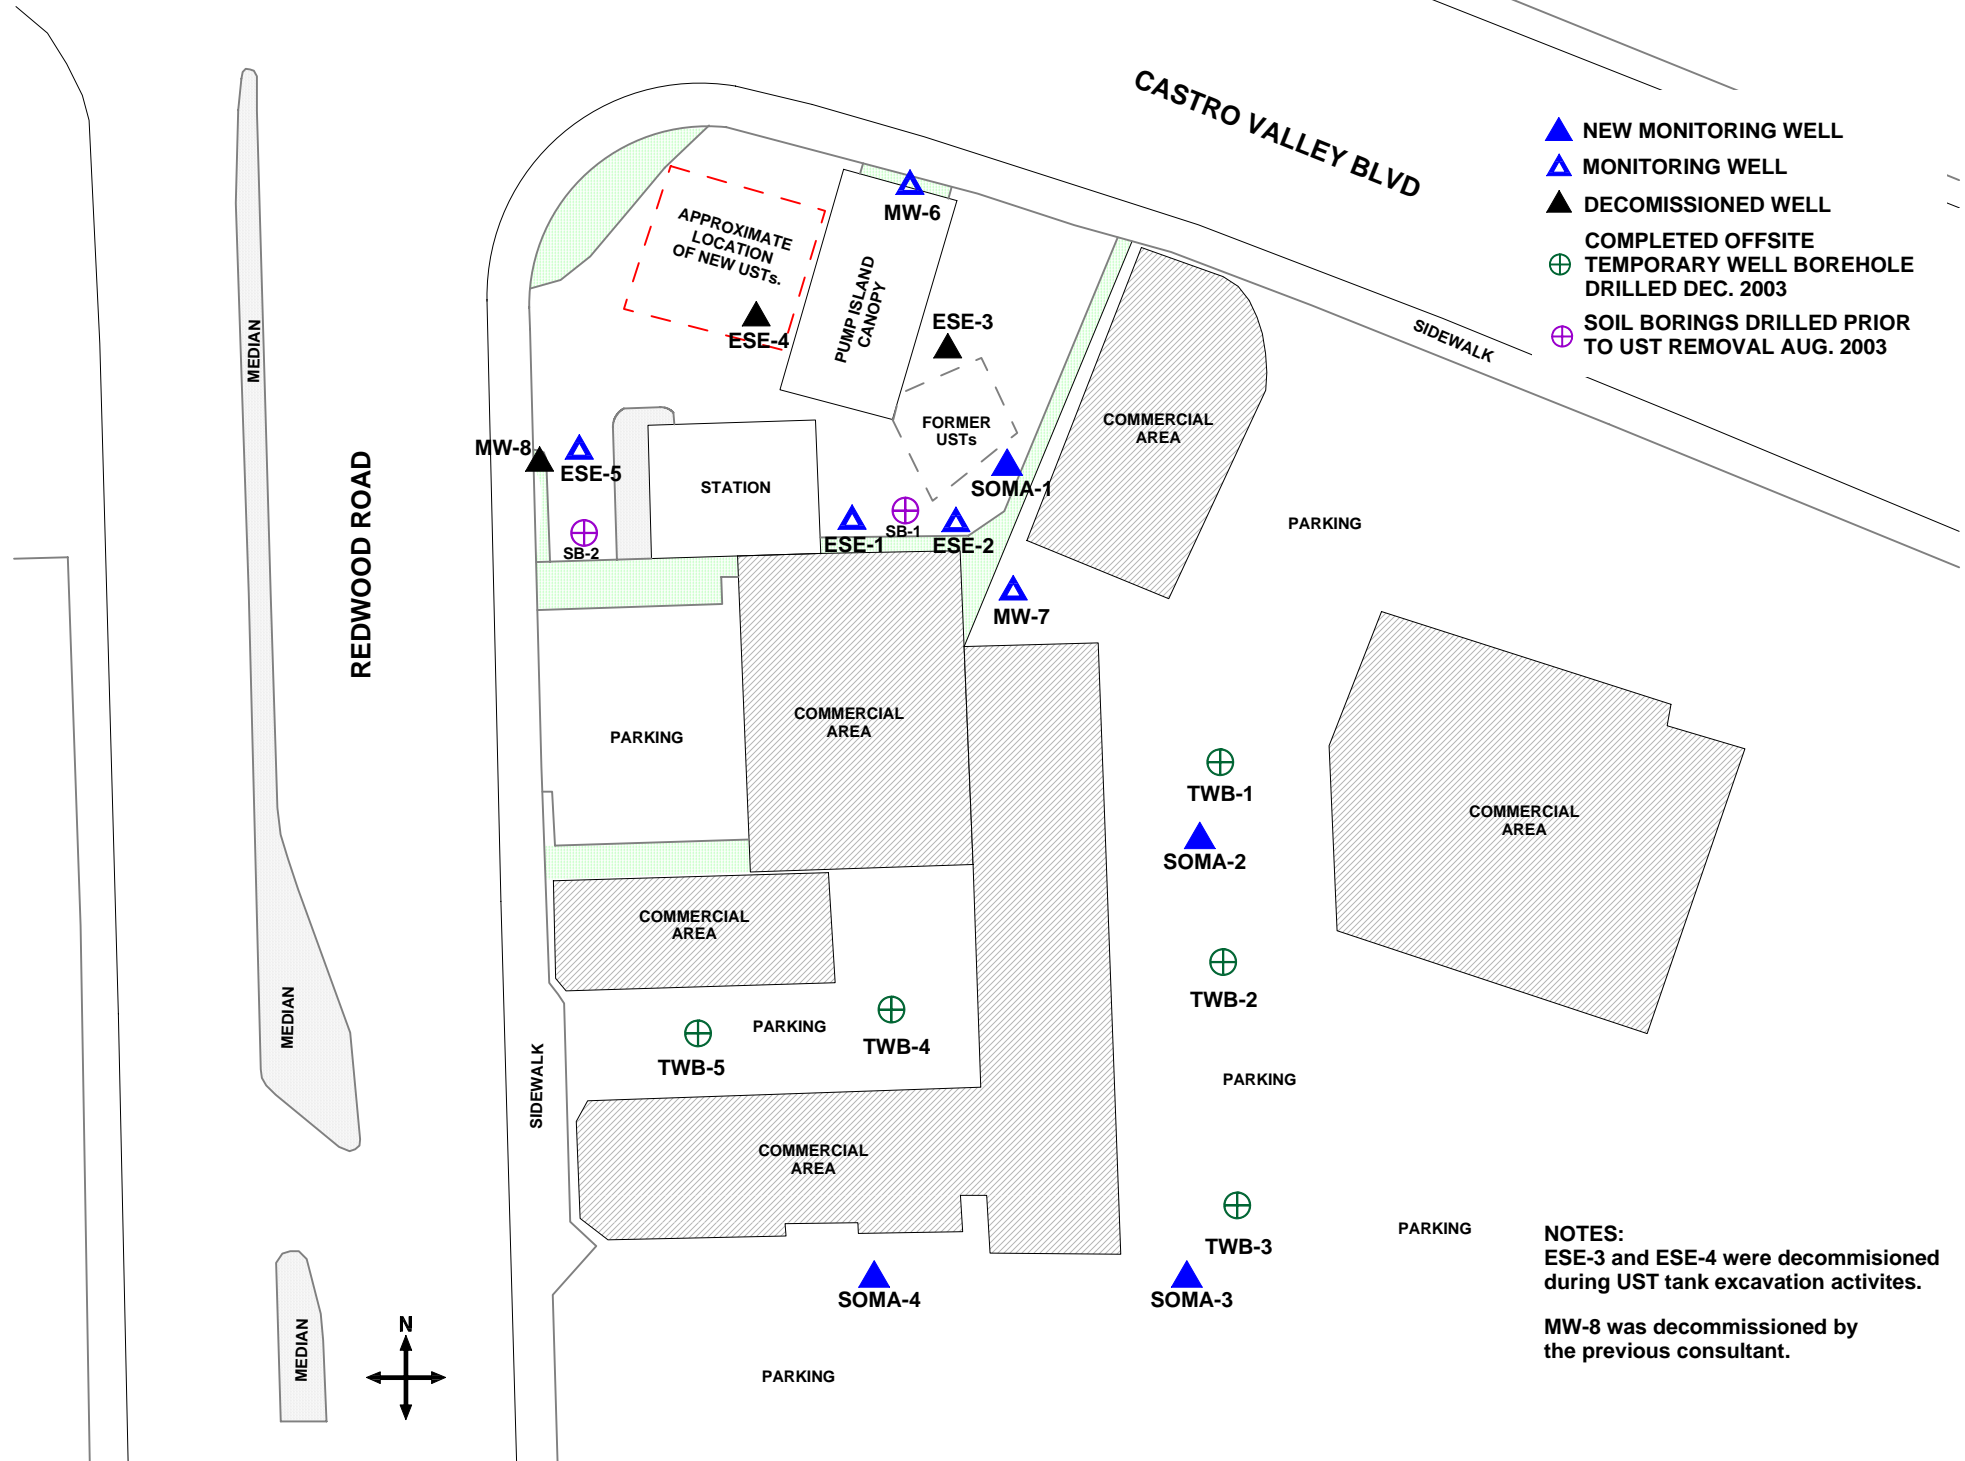 CASTRO VALLEY BLVD
NEW MONITORING WELL
MONITORING WELL
DECOMISSIONED WELL
COMPLETED OFFSITE
TEMPORARY WELL BOREHOLE
DRILLED DEC. 2003
SOIL BORINGS DRILLED PRIOR
TO UST REMOVAL AUG. 2003
MW-6
APPROXIMATE
LOCATION
OF NEW USTs.
PUMP ISLAND
CANOPY
ESE-4
ESE-3
SIDEWALK
MEDIAN
FORMER
USTs
COMMERCIAL
AREA
MW-8
ESE-5
STATION
SOMA-1
PARKING
REDWOOD ROAD
SB-2
ESE-1
SB-1
ESE-2
MW-7
PARKING
COMMERCIAL
AREA
TWB-1
SOMA-2
COMMERCIAL
AREA
COMMERCIAL
AREA
TWB-2
MEDIAN
SIDEWALK
TWB-5
PARKING
TWB-4
PARKING
COMMERCIAL
AREA
TWB-3
PARKING
SOMA-4
SOMA-3
MEDIAN
N
PARKING
NOTES:
ESE-3 and ESE-4 were decommisioned
during UST tank excavation activites.
MW-8 was decommissioned by
the previous consultant.